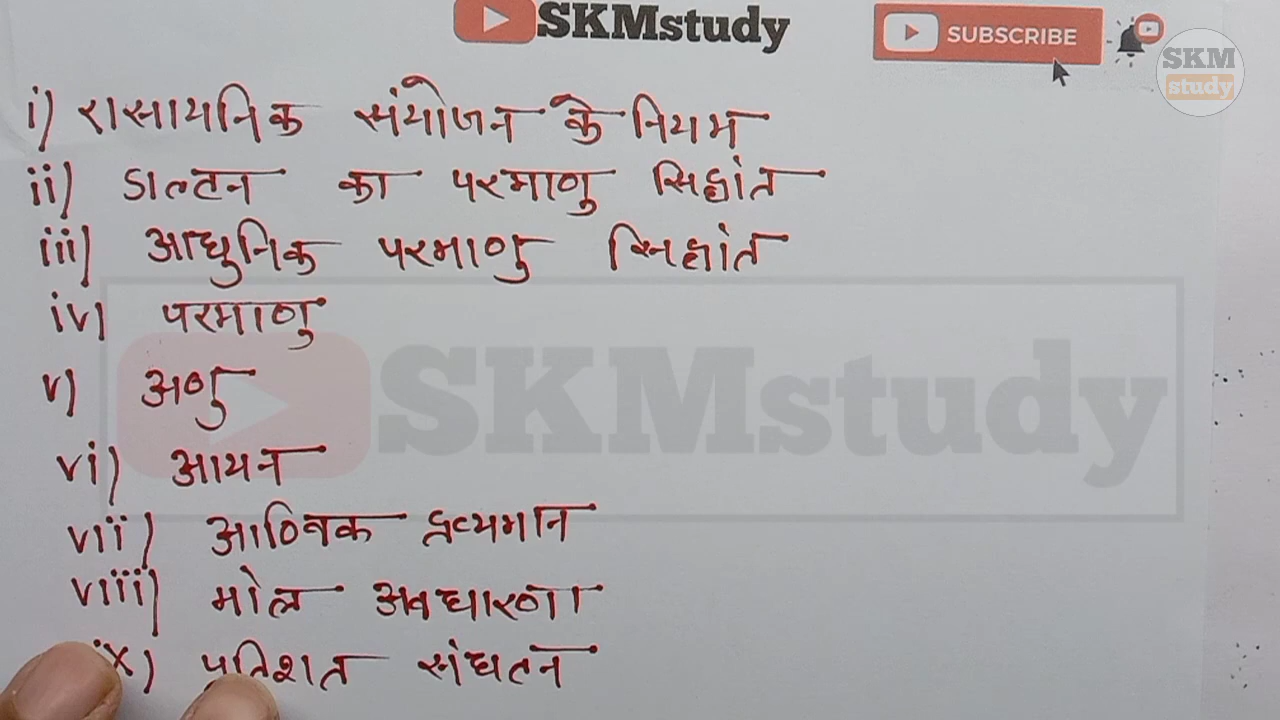 SKMstudy
SUBSCRIBE
SKM
study
i) रासायनिक संयोजन के नियम
ii) डाल्टन का परमाणु सिद्धांत
iii) आधुनिक परमाणु सिद्धांत
iv) परमाणु
v) अणु
vi) आयन
vii) आण्विक द्रव्यमान
viii) मोल अवधारणा
ix) प्रतिशत संघटन
SKMstudy